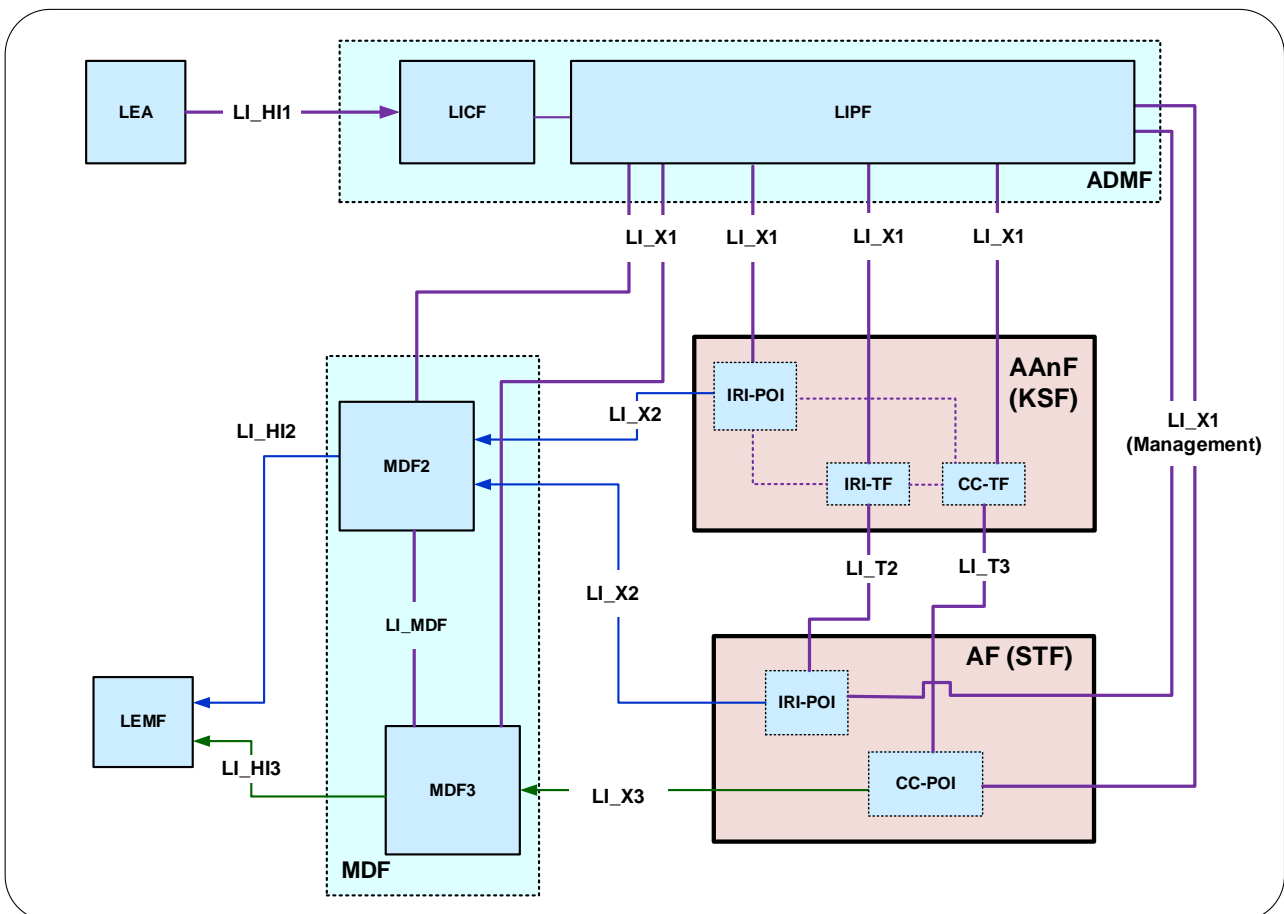 LEA
LI_HI1
LICF
LIPF
ADMF
LI_X1
LI_X1
LI_X1
LI_X1
AAnF
(KSF)
IRI-POI
LI_X2
LI_X1
(Management)
LI_HI2
MDF2
IRI-TF
CC-TF
LI_T2
LI_T3
LI_X2
LI_MDF
AF (STF)
IRI-POI
LEMF
LI_HI3
MDF3
LI_X3
CC-POI
MDF